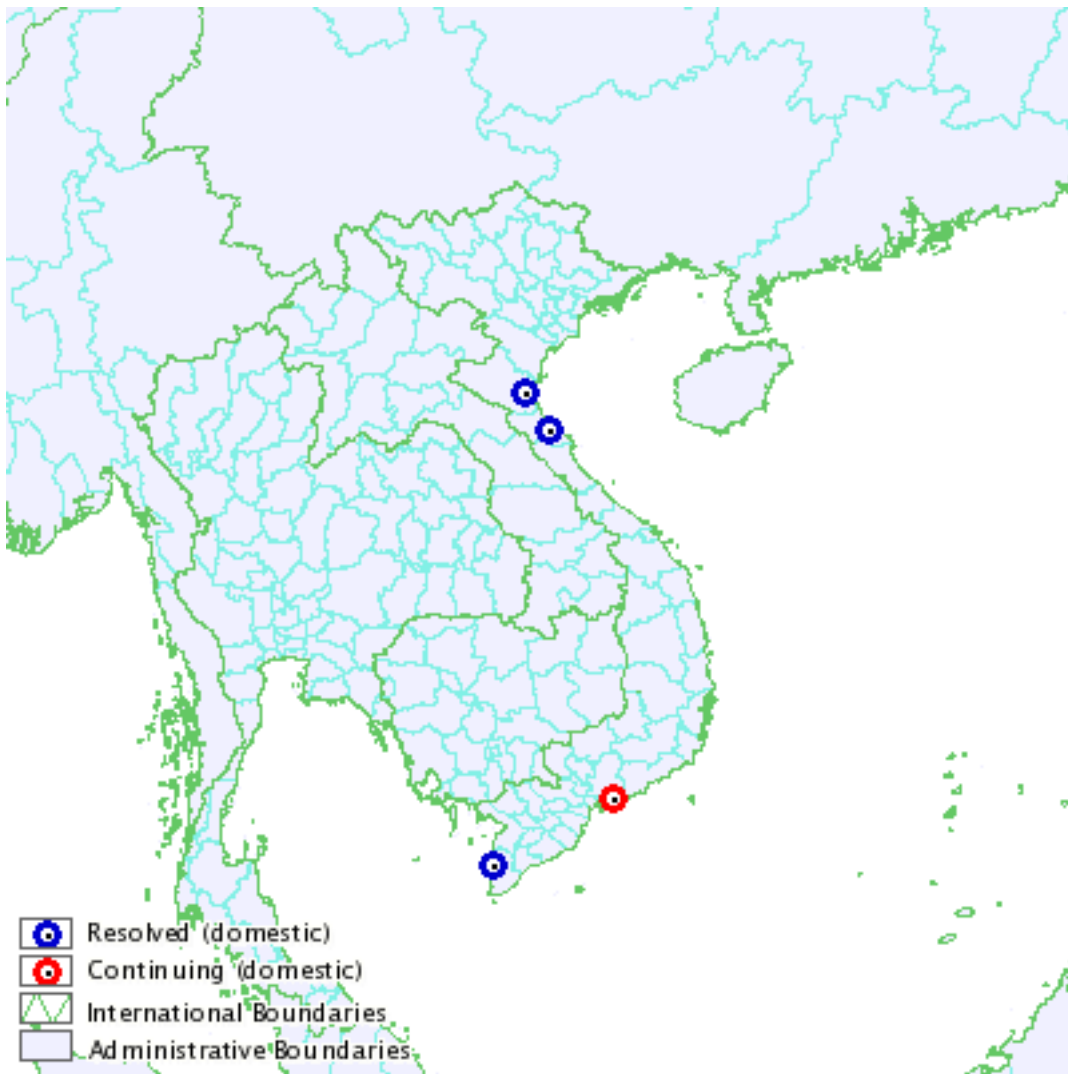 Resolved (domestic)
Continuing (domestic)
International Boundaries
Administrative Boundaries